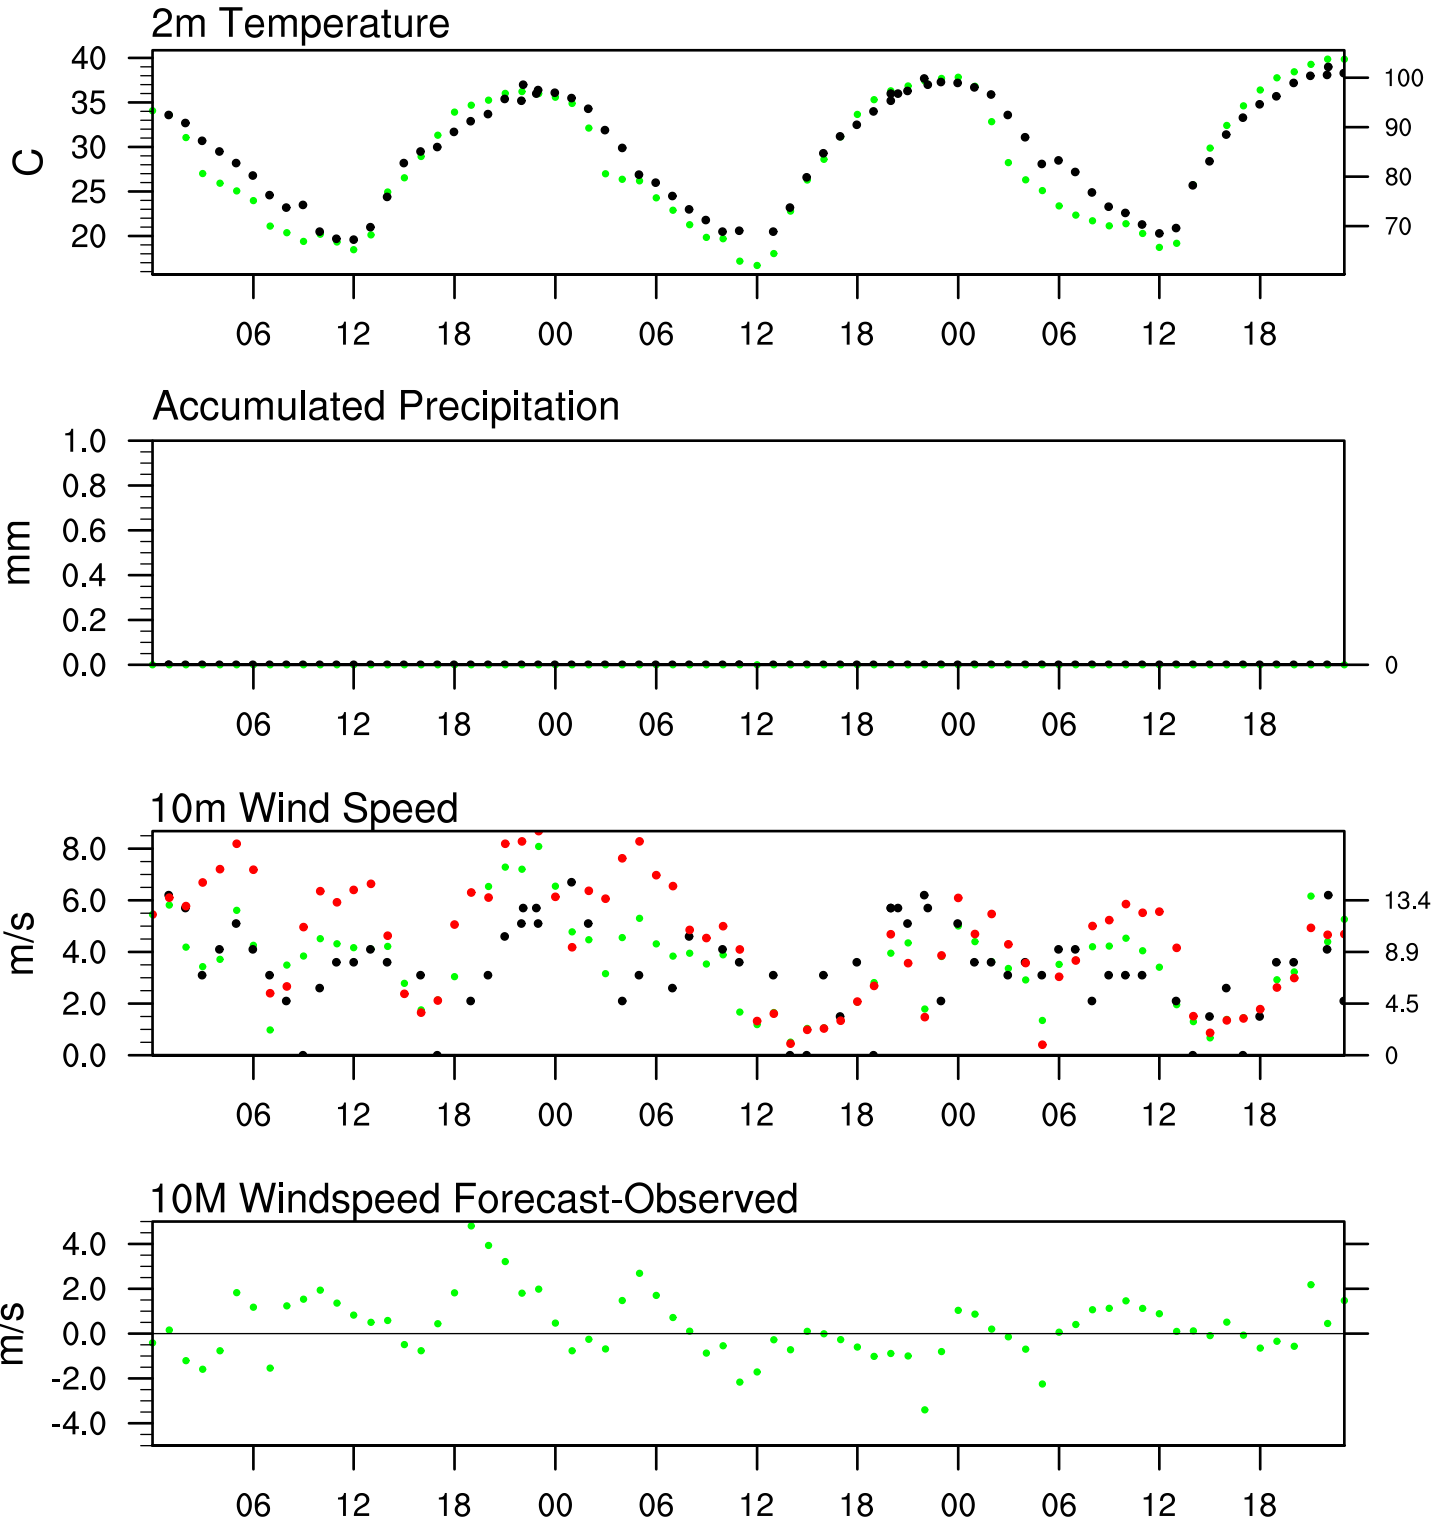 2m Temperature
40
35
30
25
20
C
100
90
80
70
06 12 18 00 06 12 18 00 06 12 18
Accumulated Precipitation
1.0
0.8
0.6
0.4
0.2
0.0
mm
0
06 12 18 00 06 12 18 00 06 12 18
10m Wind Speed
8.0
6.0
4.0
2.0
0.0
m/s
13.4
8.9
4.5
0
06 12 18 00 06 12 18 00 06 12 18
10M Windspeed Forecast-Observed
4.0
2.0
0.0
-2.0
-4.0
m/s
06 12 18 00 06 12 18 00 06 12 18